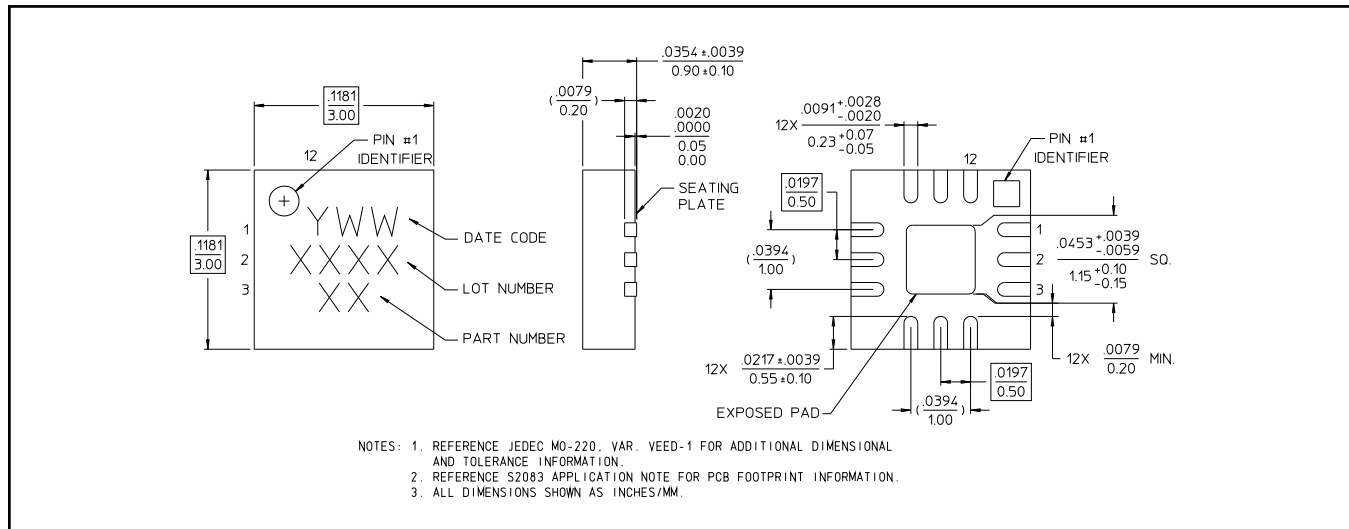 .1181
3.00
PIN #1
IDENTIFIER
12
.1181
3.00
1
2
3
YWW
XXXX
XX
DATE CODE
LOT NUMBER
PART NUMBER
.0354 ±.0039
0.90 ±0.10
(.0079
0.20)
.0020
.0000
0.05
0.00
SEATING
PLATE
12X .0091 +.0028
-.0020
0.23 +0.07
-0.05
12
PIN #1
IDENTIFIER
.0197
0.50
(.0394
1.00)
1
2
3
.0453 +.0039
-.0059
1.15 +0.10
-0.15
SQ.
12X .0217 ±.0039
0.55 ±0.10
EXPOSED PAD
(.0394
1.00)
.0197
0.50
12X .0079
0.20 MIN.
NOTES: 1. REFERENCE JEDEC MO-220, VAR. VEED-1 FOR ADDITIONAL DIMENSIONAL
AND TOLERANCE INFORMATION.
2. REFERENCE S2083 APPLICATION NOTE FOR PCB FOOTPRINT INFORMATION.
3. ALL DIMENSIONS SHOWN AS INCHES/MM.